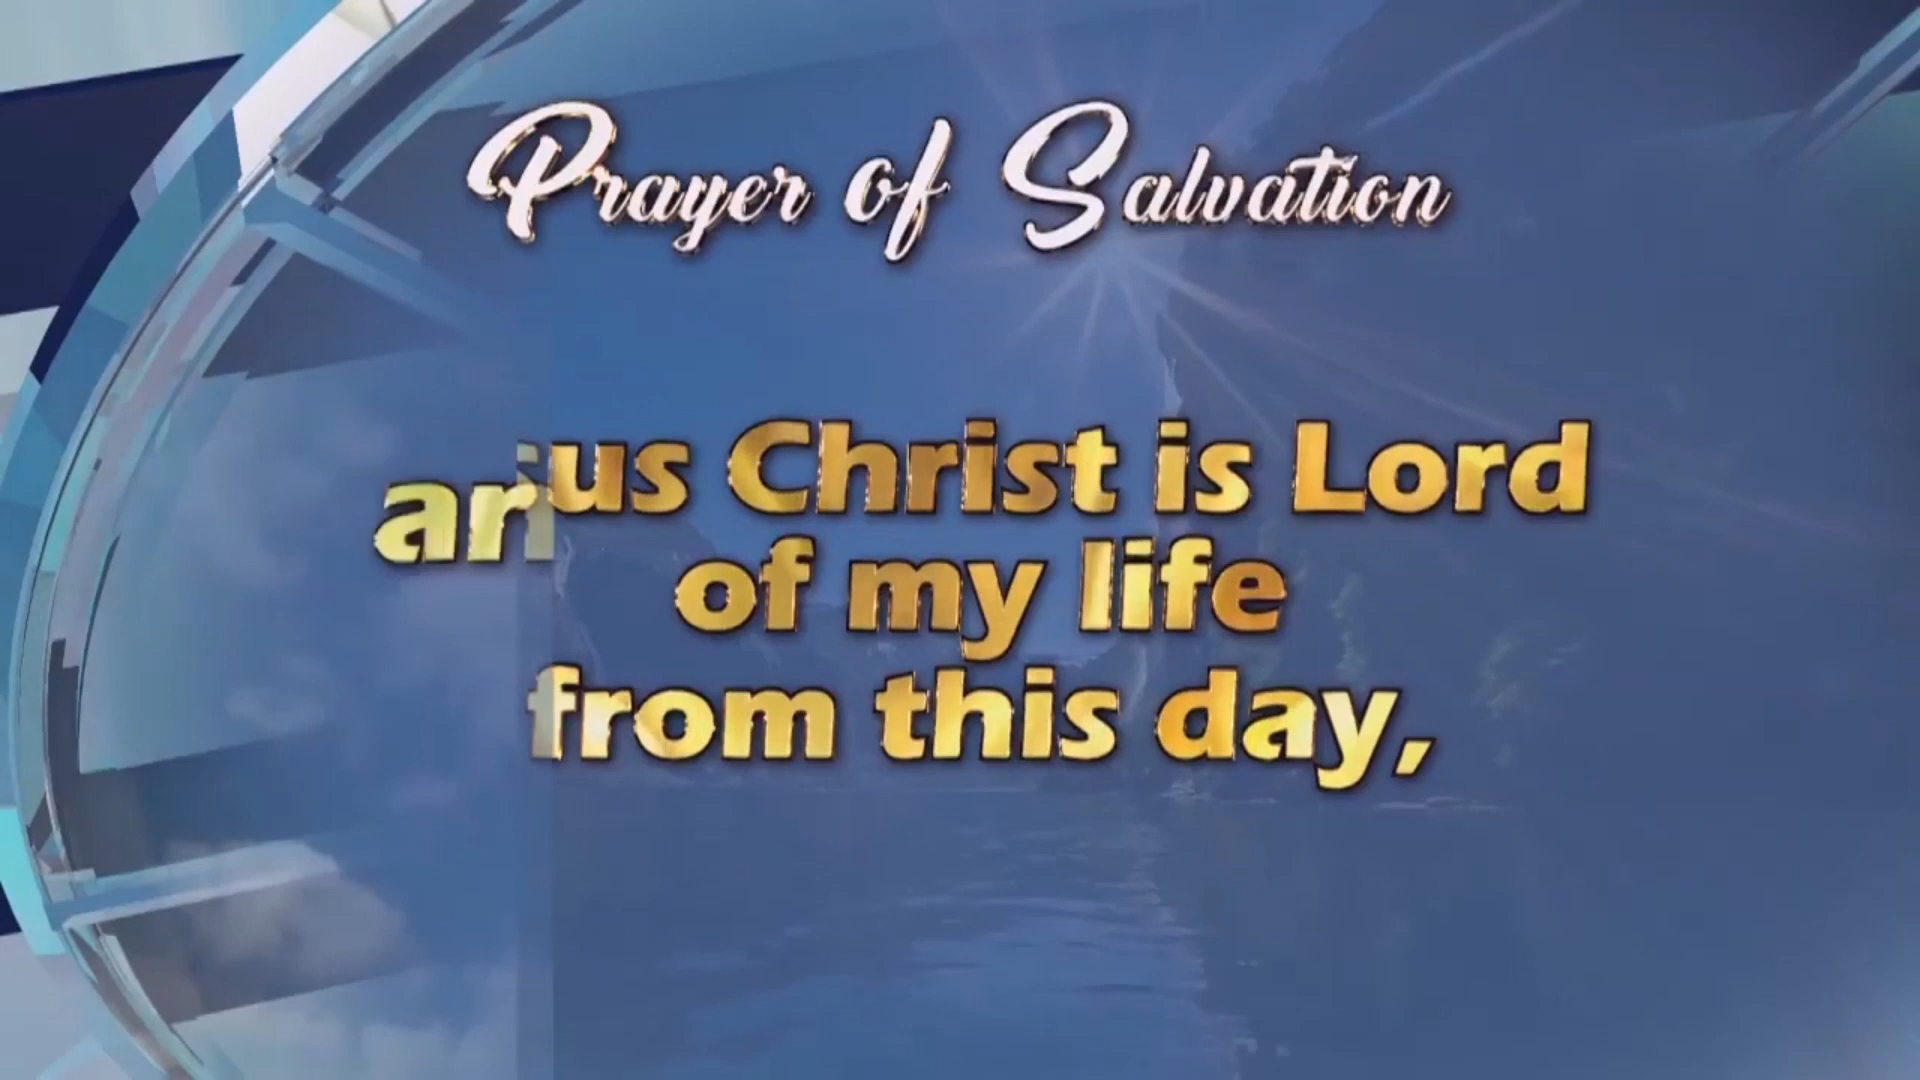 Prayer of Salvation
us Christ is Lord
of my life
from this day,